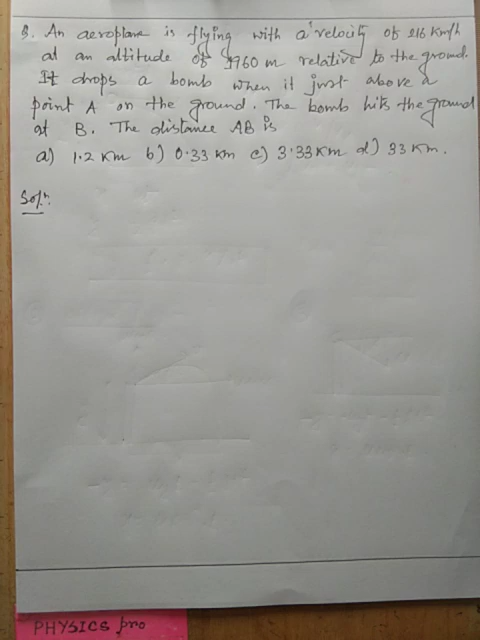 Q. An aeroplane is flying with a velocity of 216 Km/h
at an altitude of 1960 m relative to the ground.
It drops a bomb when it just above a
point A on the ground. The bomb hits the ground
at B. The distance AB is
a) 1.2 Km b) 0.33 Km c) 3.33 Km d) 33 Km.
Sol.n:
PHYSICS pro